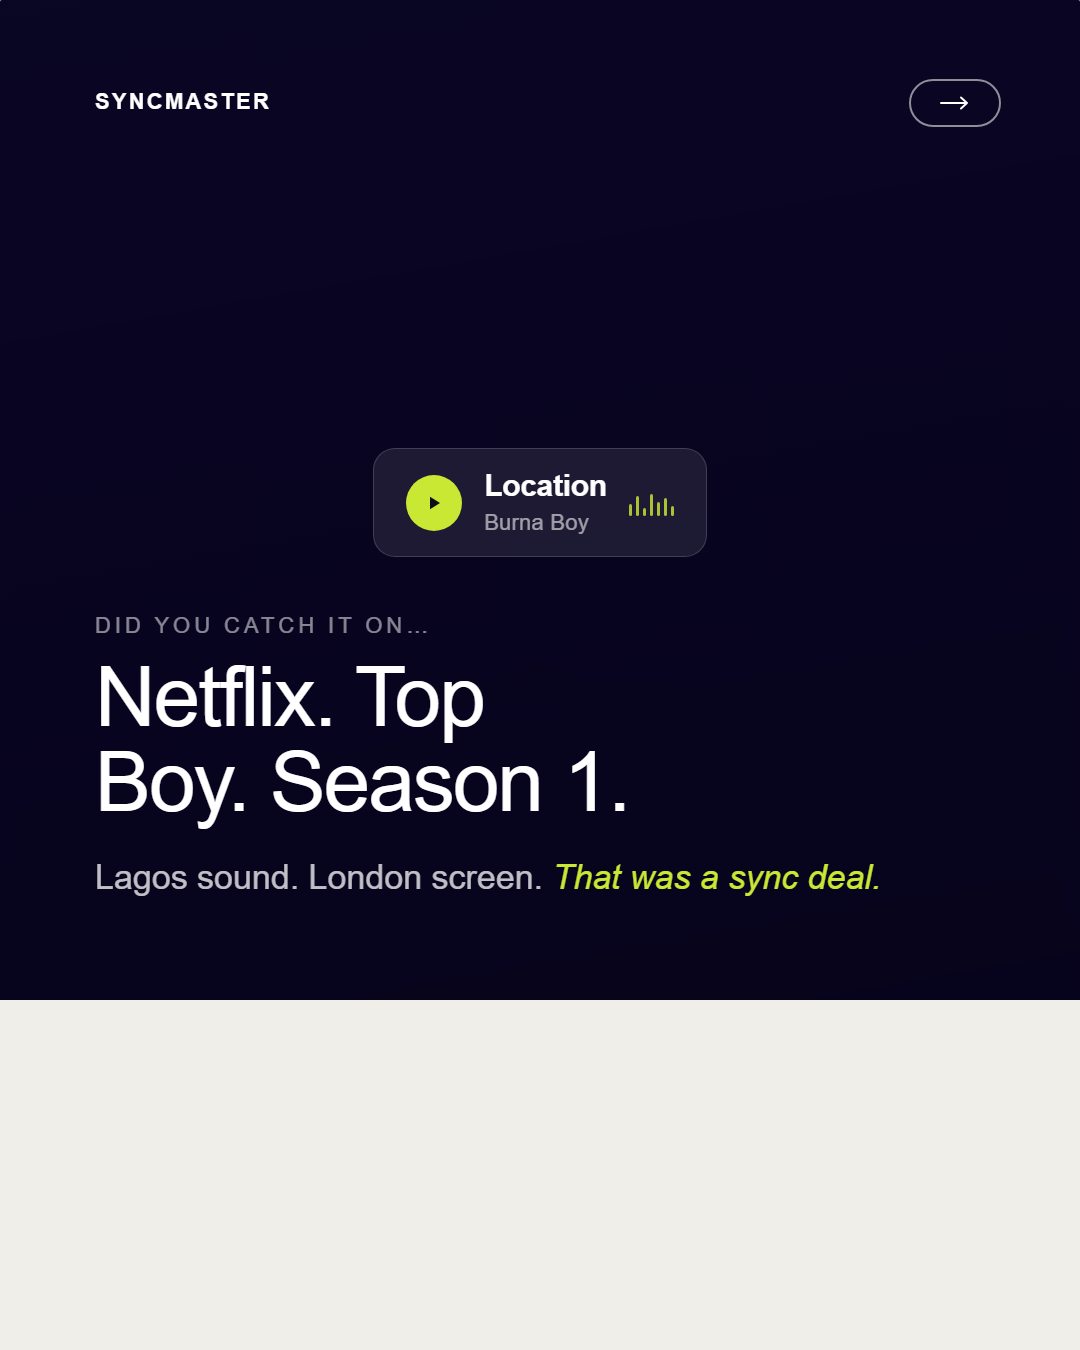 SYNCMASTER
Location
Burna Boy
DID YOU CATCH IT ON…
Netflix. Top
Boy. Season 1.
Lagos sound. London screen. That was a sync deal.